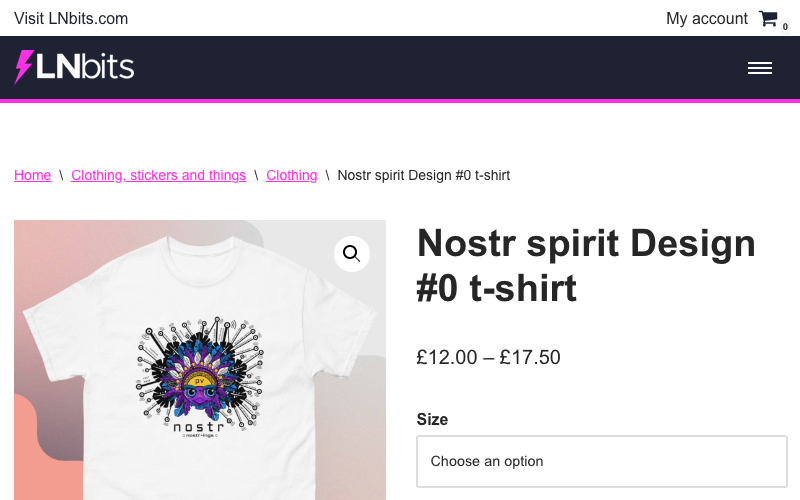 Visit LNbits.com
My account
0
LNbits
Home \ Clothing, stickers and things \ Clothing \ Nostr spirit Design #0 t-shirt
Nostr spirit Design
#0 t-shirt
£12.00 – £17.50
Size
Choose an option
pv
nostr